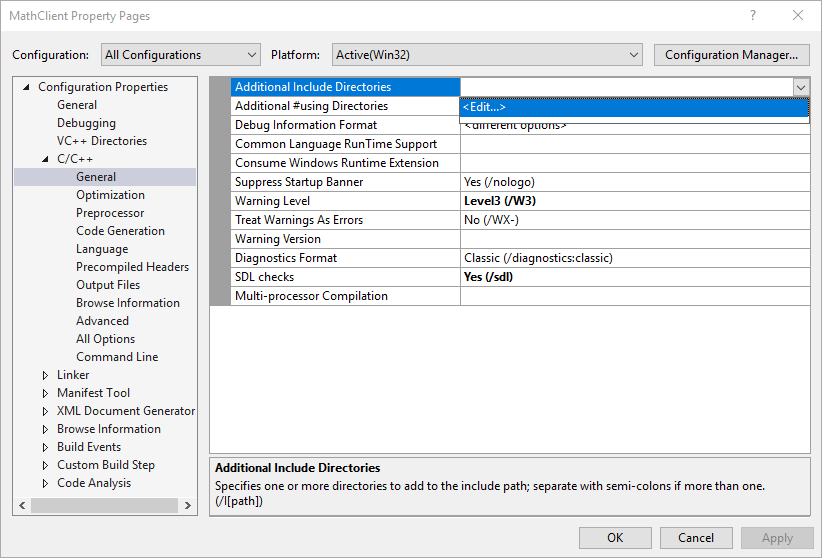 MathClient Property Pages
Configuration: All Configurations Platform: Active(Win32) Configuration Manager...
Configuration Properties
General
Debugging
VC++ Directories
C/C++
General
Optimization
Preprocessor
Code Generation
Language
Precompiled Headers
Output Files
Browse Information
Advanced
All Options
Command Line
Linker
Manifest Tool
XML Document Generator
Browse Information
Build Events
Custom Build Step
Code Analysis
Additional Include Directories
<Edit...>
Additional #using Directories
Debug Information Format <different options>
Common Language RunTime Support
Consume Windows Runtime Extension
Suppress Startup Banner Yes (/nologo)
Warning Level Level3 (/W3)
Treat Warnings As Errors No (/WX-)
Warning Version
Diagnostics Format Classic (/diagnostics:classic)
SDL checks Yes (/sdl)
Multi-processor Compilation
Additional Include Directories
Specifies one or more directories to add to the include path; separate with semi-colons if more than one.
(/I[path])
OK Cancel Apply